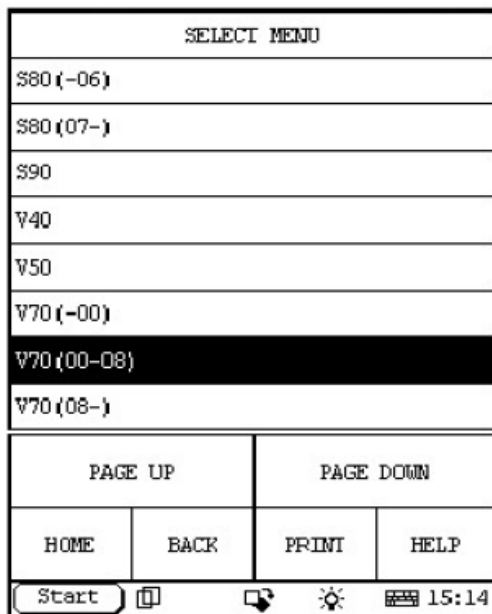 SELECT MENU
S80(-06)
S80(07-)
S90
V40
V50
V70(-00)
V70(00-08)
V70(08-)
PAGE UP PAGE DOWN
HOME BACK PRINT HELP
Start 15:14